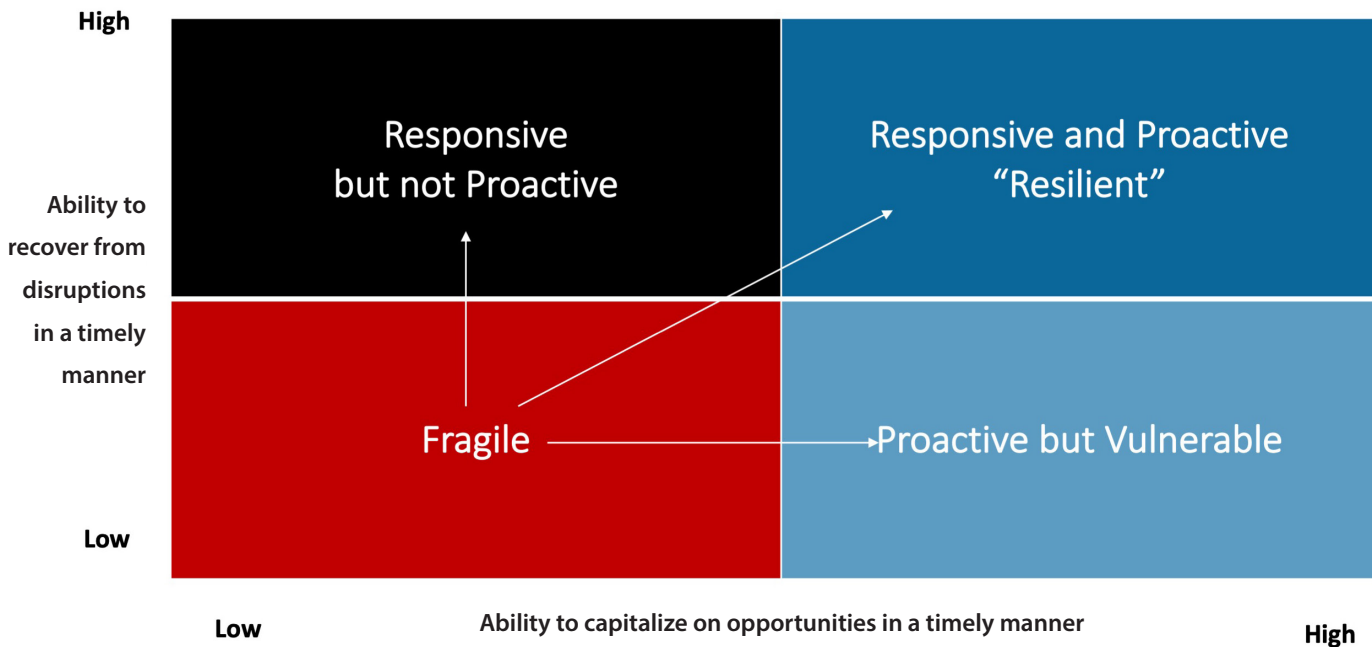 High
Responsive
but not Proactive
Responsive and Proactive
“Resilient”
Ability to
recover from
disruptions
in a timely
manner
Fragile
Proactive but Vulnerable
Low
Low
Ability to capitalize on opportunities in a timely manner
High